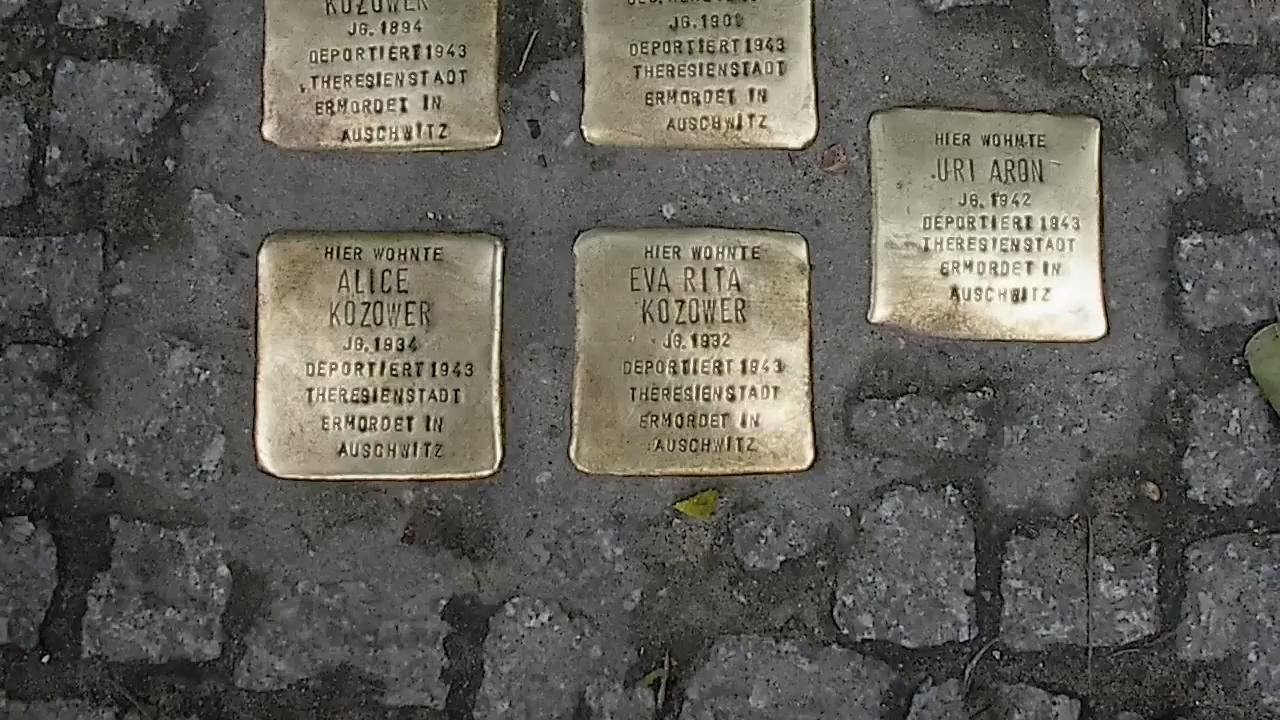 KOZOWER
JG. 1894
DEPORTIERT 1943
THERESIENSTADT
ERMORDET IN
AUSCHWITZ
JG. 190
DEPORTIERT 1943
THERESIENSTADT
ERMORDET IN
AUSCHWITZ
HIER WOHNTE
URI ARON
JG. 1942
DEPORTIERT 1943
THERESIENSTADT
ERMORDET IN
AUSCHWITZ
HIER WOHNTE
ALICE
KOZOWER
JG. 1934
DEPORTIERT 1943
THERESIENSTADT
ERMORDET IN
AUSCHWITZ
HIER WOHNTE
EVA RITA
KOZOWER
JG. 1932
DEPORTIERT 1943
THERESIENSTADT
ERMORDET IN
AUSCHWITZ